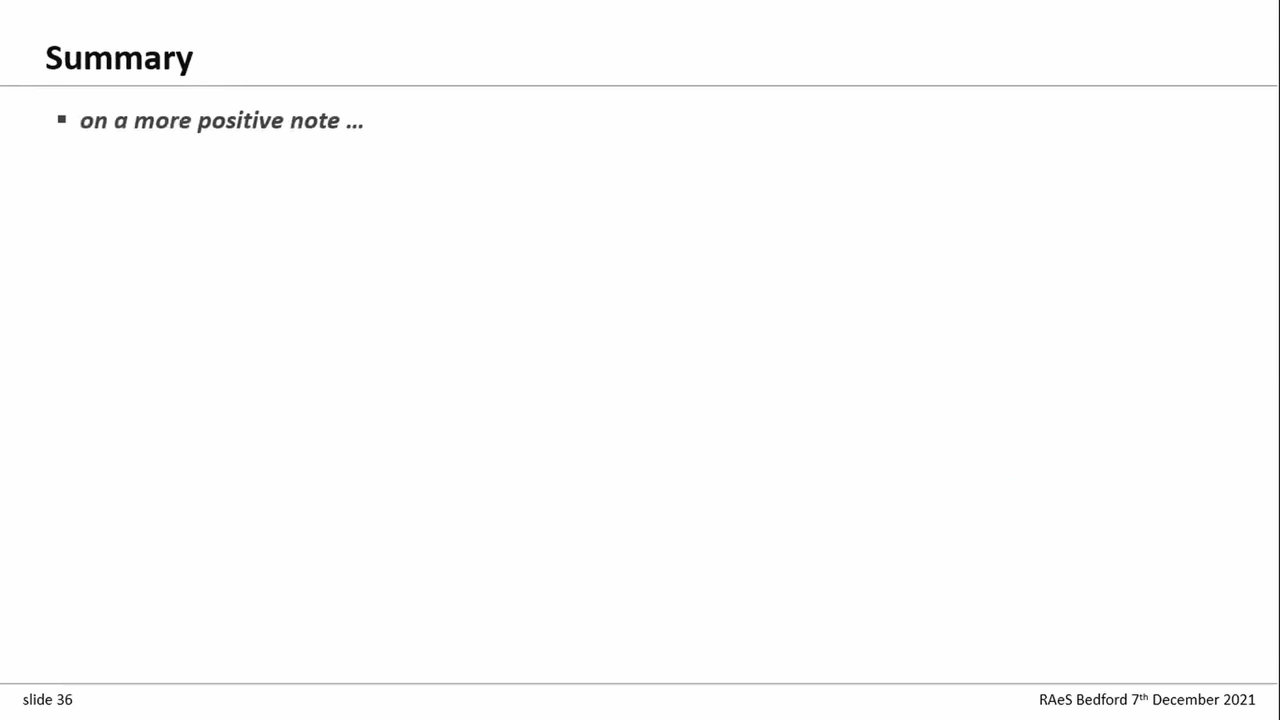 Summary
▪ on a more positive note ...
slide 36
RAeS Bedford 7th December 2021